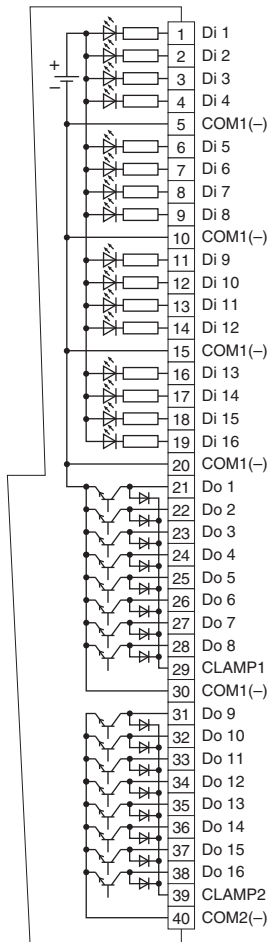 +
−
1 Di 1
2 Di 2
3 Di 3
4 Di 4
5 COM1(–)
6 Di 5
7 Di 6
8 Di 7
9 Di 8
10 COM1(–)
11 Di 9
12 Di 10
13 Di 11
14 Di 12
15 COM1(–)
16 Di 13
17 Di 14
18 Di 15
19 Di 16
20 COM1(–)
21 Do 1
22 Do 2
23 Do 3
24 Do 4
25 Do 5
26 Do 6
27 Do 7
28 Do 8
29 CLAMP1
30 COM1(–)
31 Do 9
32 Do 10
33 Do 11
34 Do 12
35 Do 13
36 Do 14
37 Do 15
38 Do 16
39 CLAMP2
40 COM2(–)